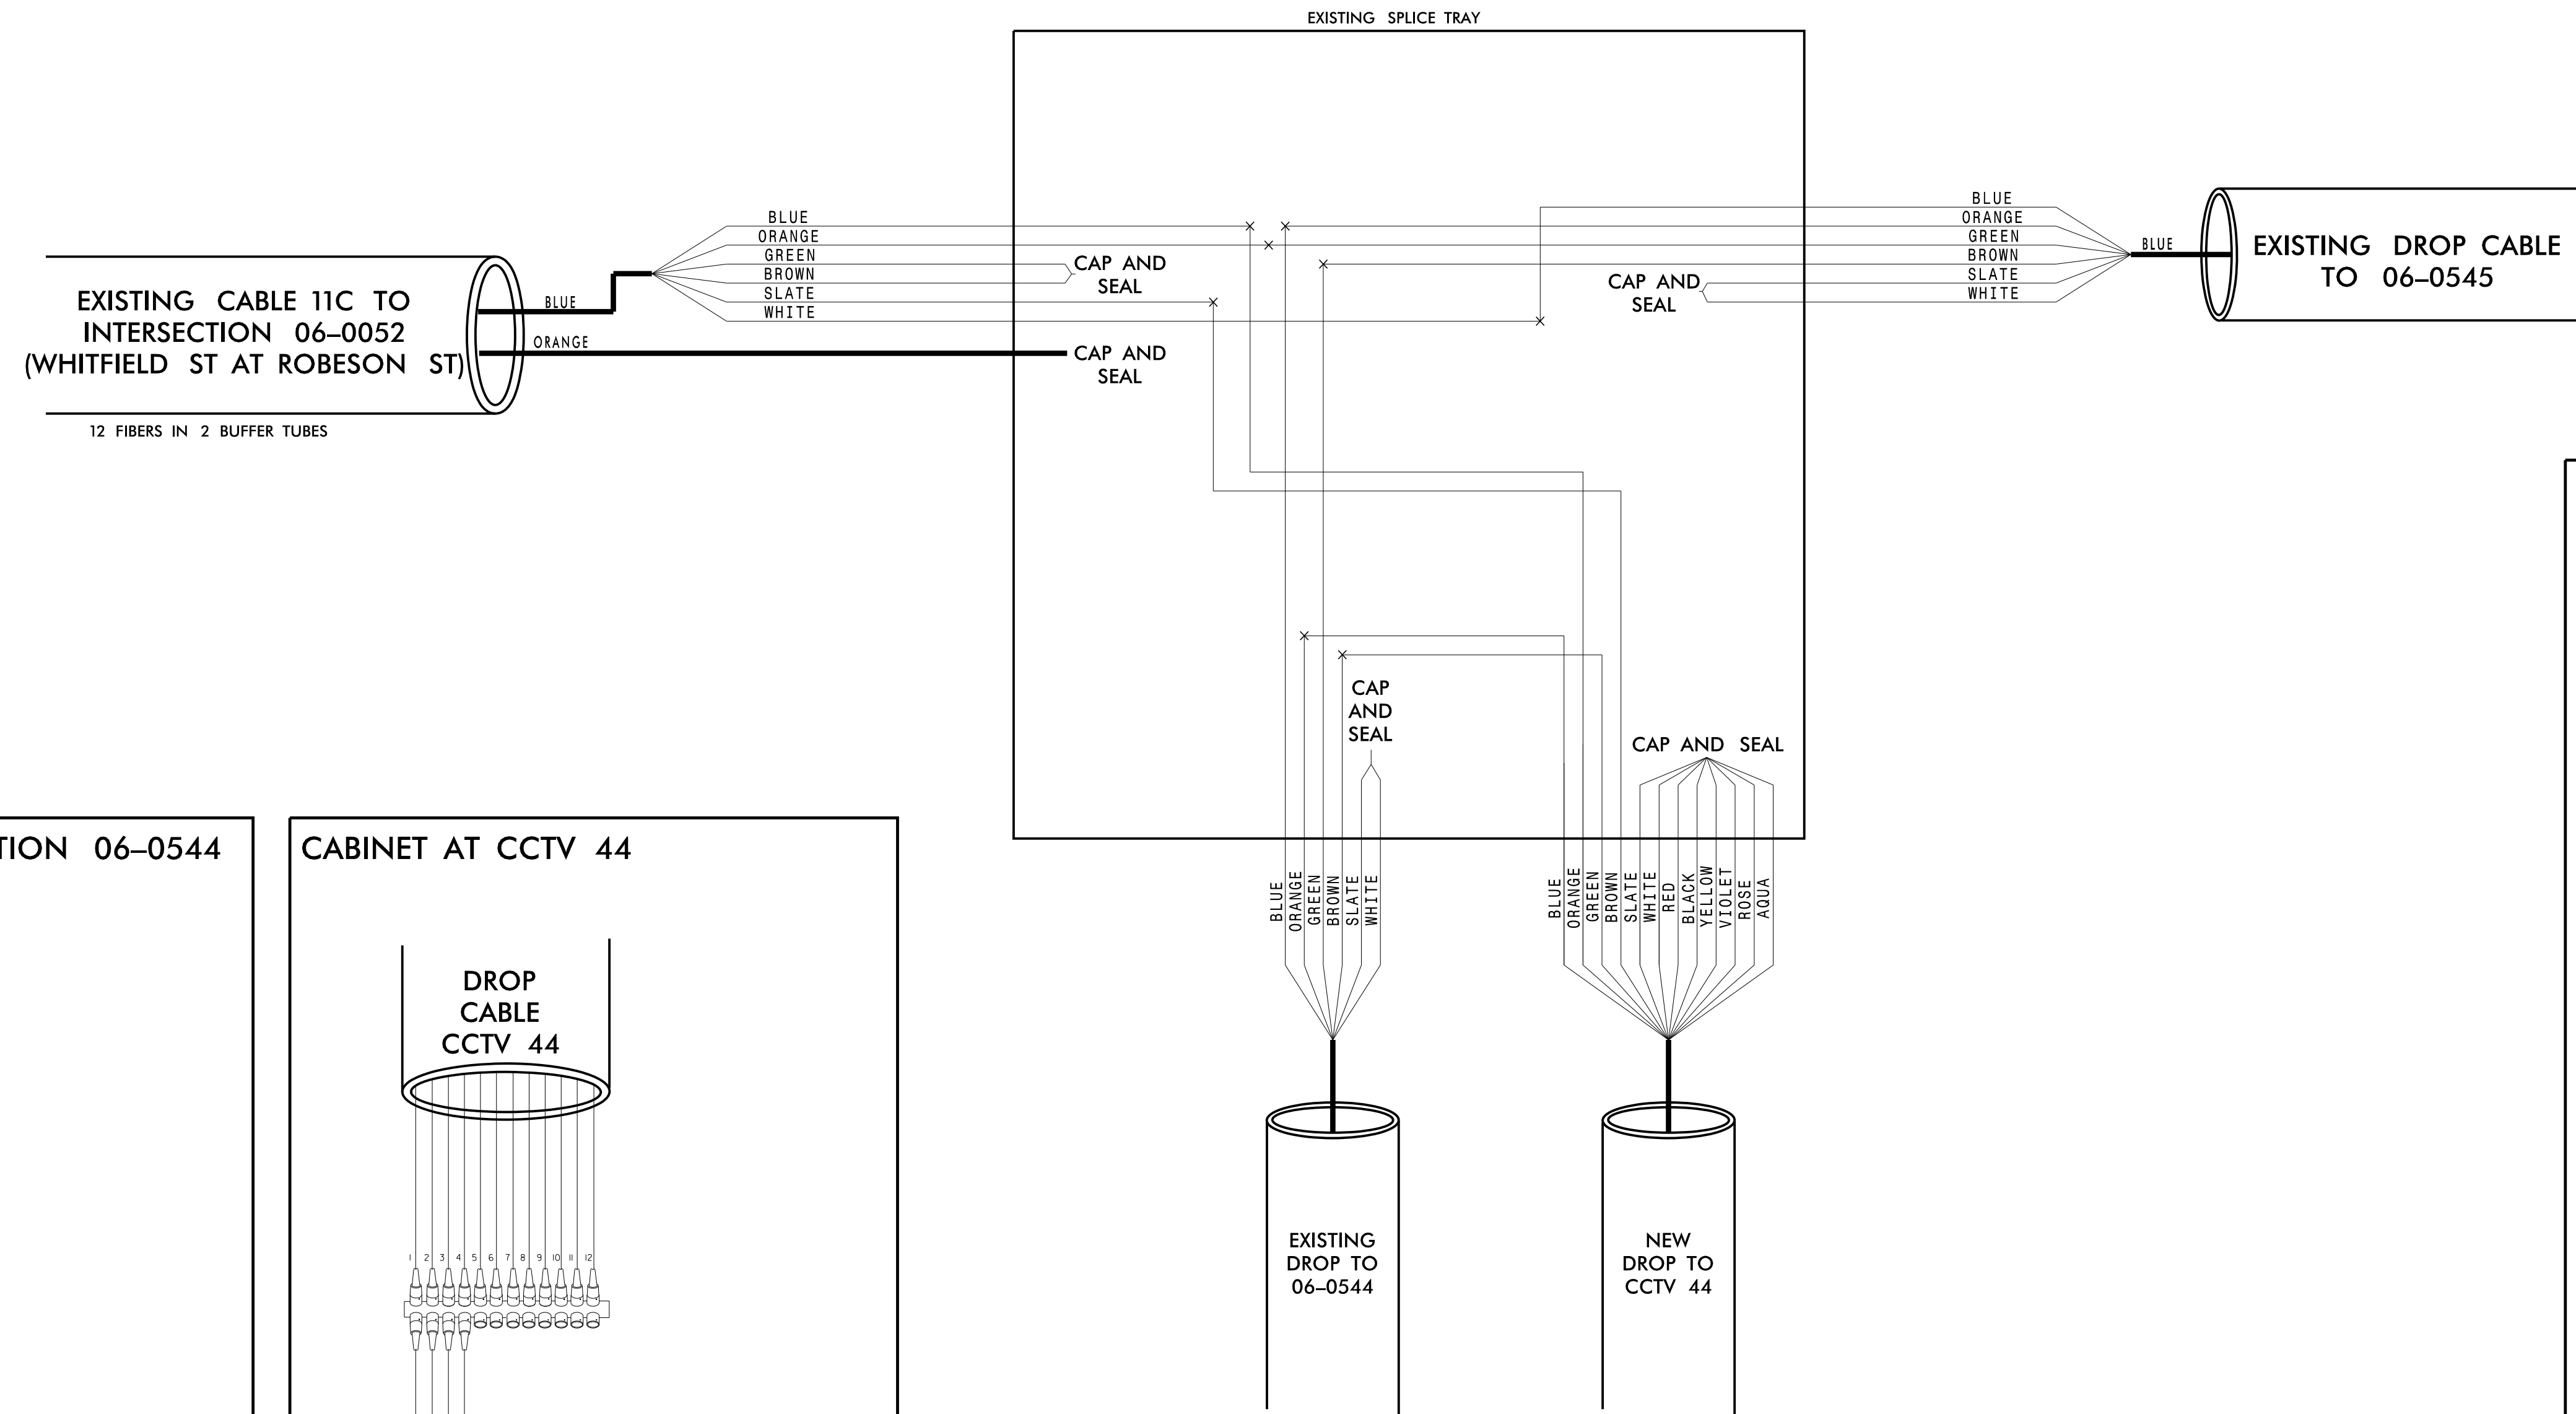 EXISTING SPLICE TRAY
BLUE
ORANGE
GREEN
BROWN
SLATE
WHITE
CAP AND
SEAL
BLUE
ORANGE
CAP AND
SEAL
EXISTING CABLE 11C TO
INTERSECTION 06–0052
(WHITFIELD ST AT ROBESON ST)
12 FIBERS IN 2 BUFFER TUBES
BLUE
ORANGE
GREEN
BROWN
SLATE
WHITE
CAP AND
SEAL
BLUE
EXISTING DROP CABLE
TO 06–0545
CAP
AND
SEAL
CAP AND SEAL
BLUE
ORANGE
GREEN
BROWN
SLATE
WHITE
BLUE
ORANGE
GREEN
BROWN
SLATE
WHITE
RED
BLACK
YELLOW
VIOLET
ROSE
AQUA
EXISTING
DROP TO
06–0544
NEW
DROP TO
CCTV 44
TION 06–0544
CABINET AT CCTV 44
DROP
CABLE
CCTV 44
1 2 3 4 5 6 7 8 9 10 11 12